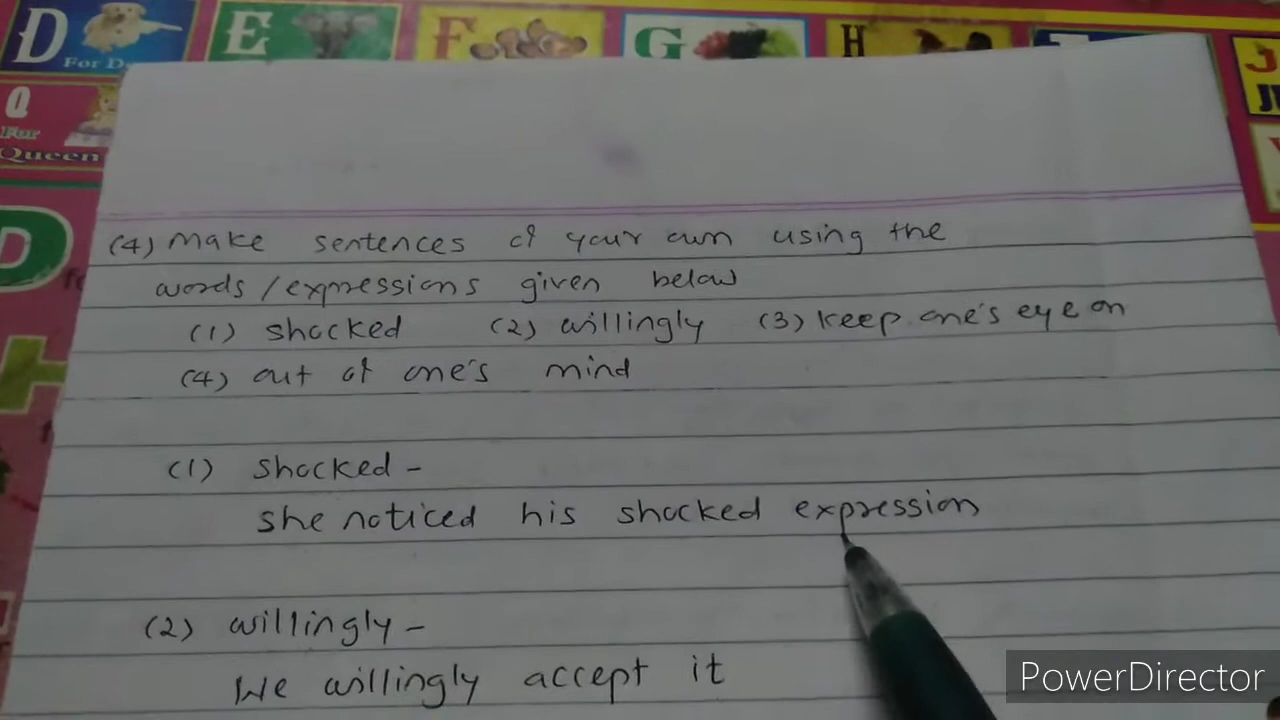 D
For D
E
F
G
H
J
Q
For
Queen
D
(4) Make sentences of your own using the
words/expressions given below
(1) shocked (2) willingly (3) keep one's eye on
(4) out of one's mind
(1) shocked -
She noticed his shocked expression
(2) willingly -
We willingly accept it
PowerDirector